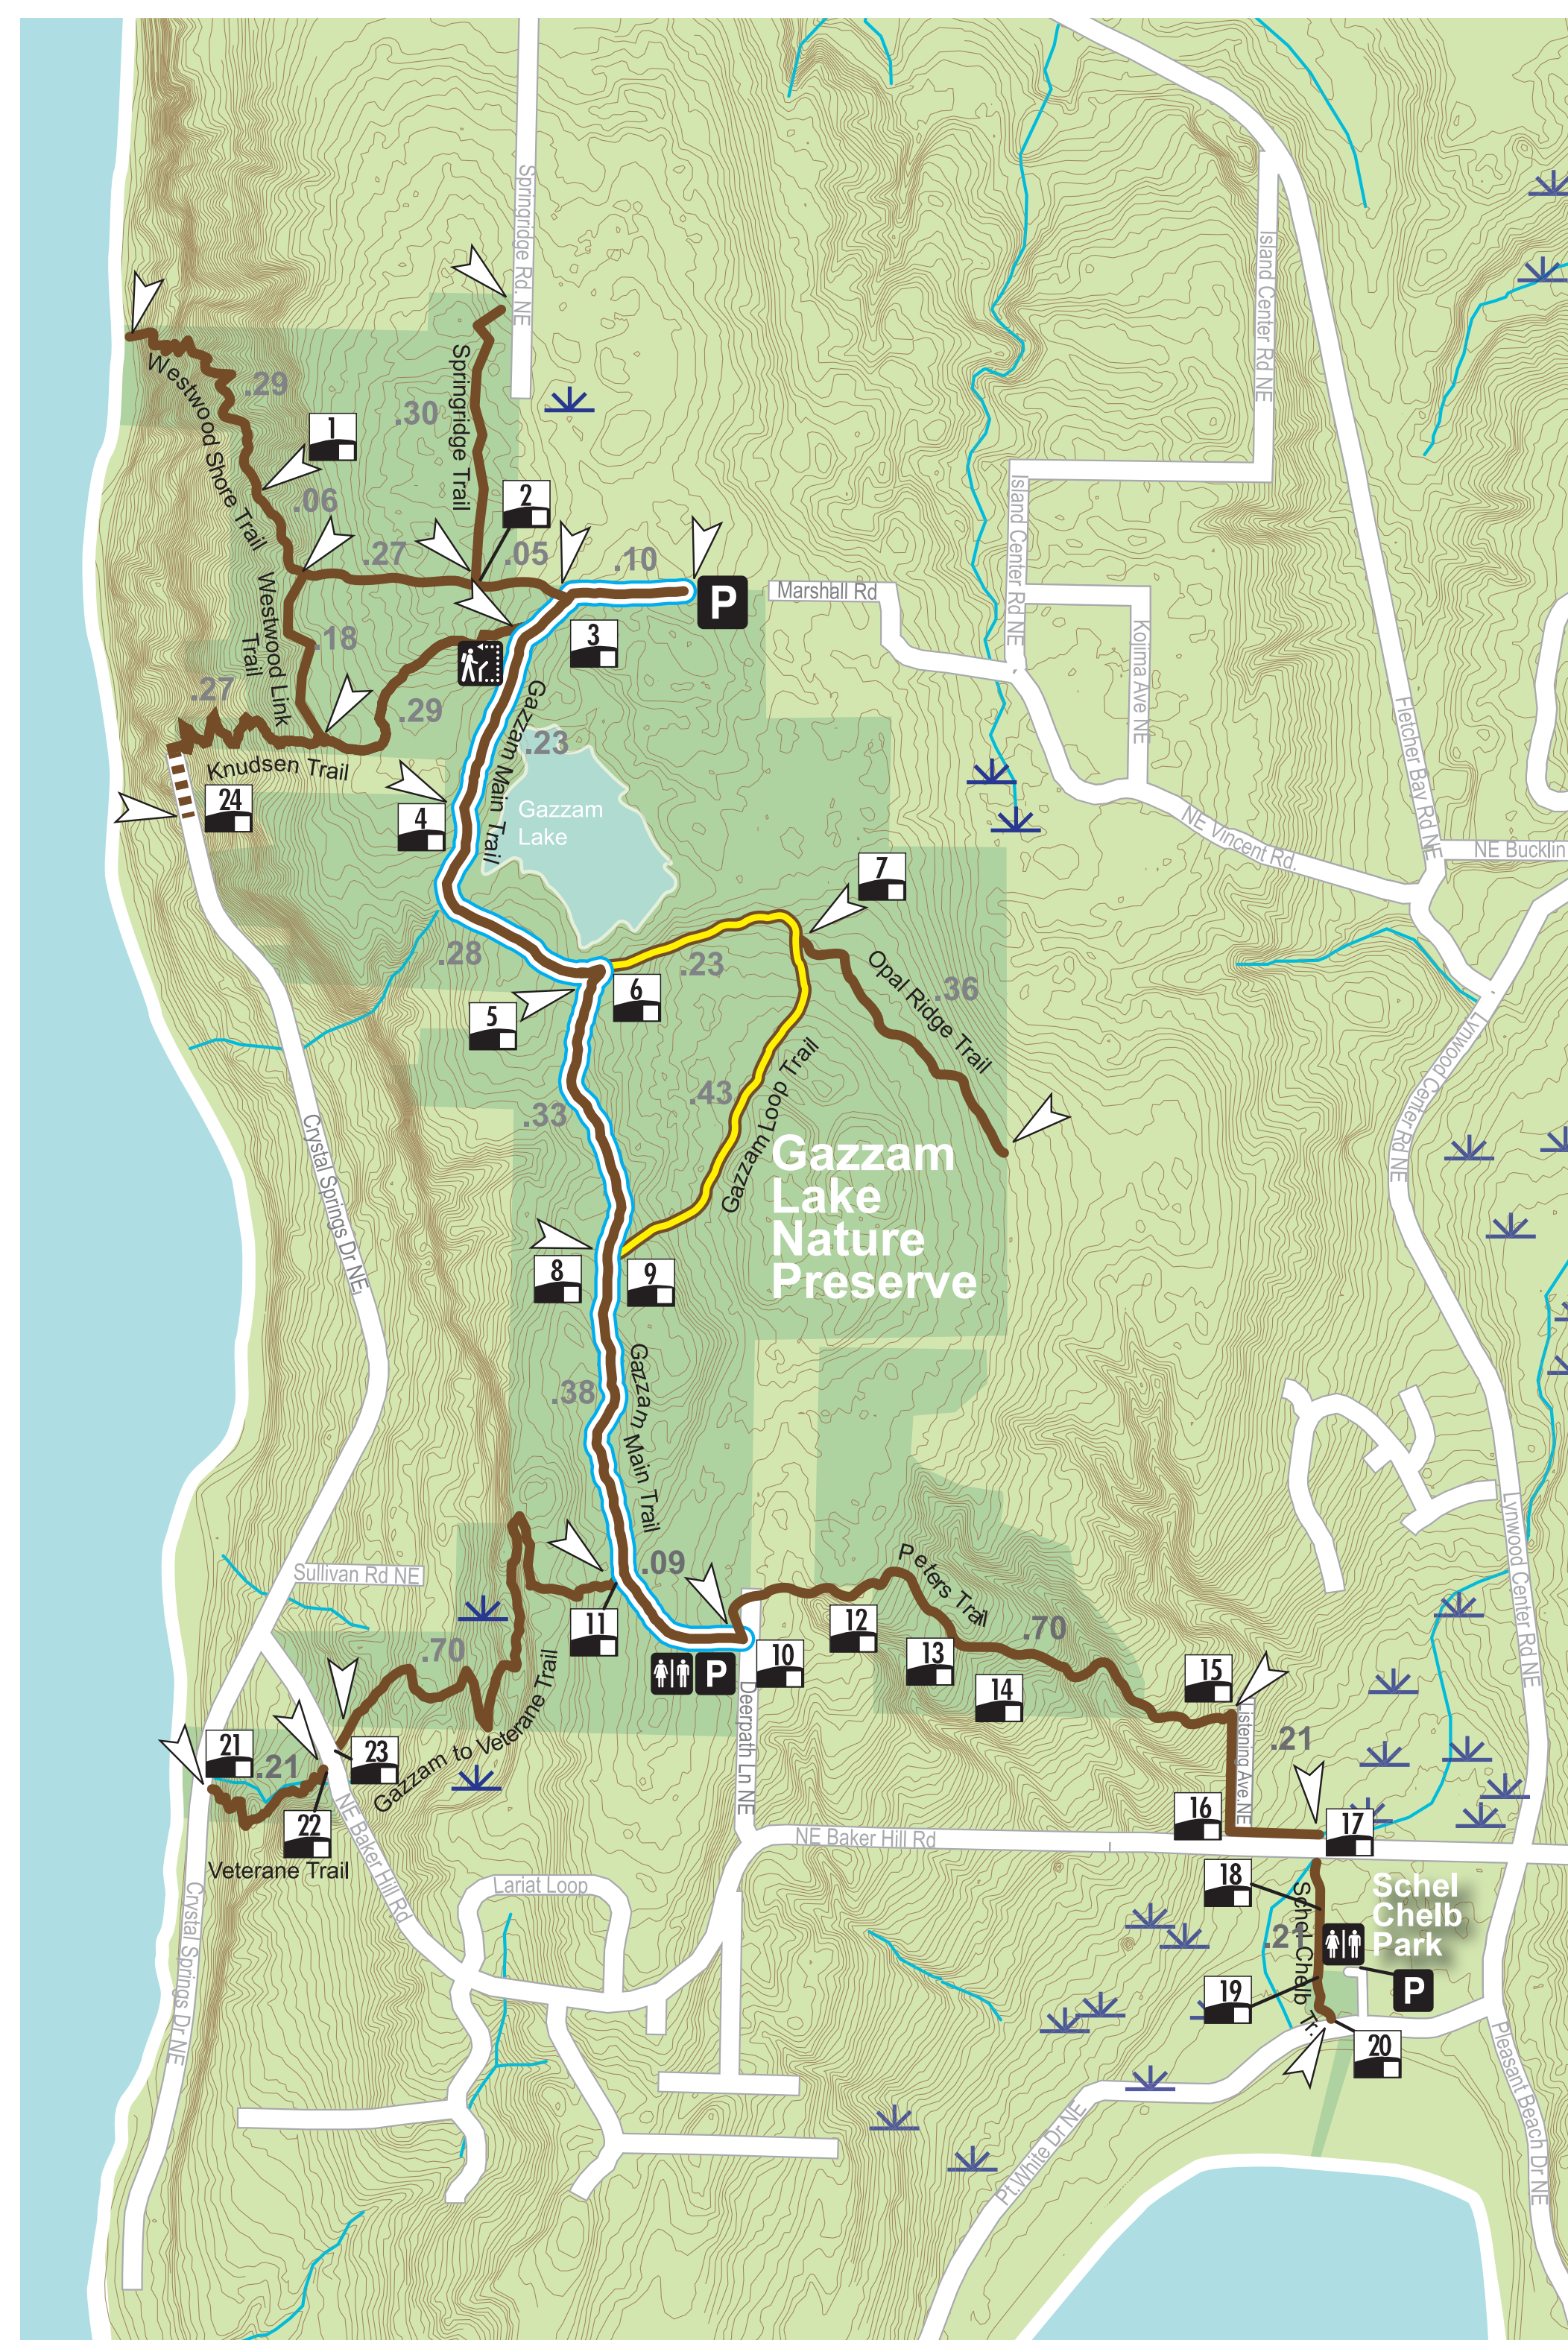 Springridge Rd. NE
Island Center Rd NE
Westwood Shore Trail
.29
.30
Springridge Trail
1
.06
2
.27
.05
.10
P
Marshall Rd
Island Center Rd NE
Kojima Ave NE
3
Westwood Link
Trail
.18
.27
.29
Gazzam Main Trail
.23
Knudsen Trail
24
4
Gazzam
Lake
Fletcher Bay Rd NE
NE Vincent Rd.
NE Bucklin
7
.28
.23
6
5
Opal Ridge Trail
.36
Lynwood Center Rd NE
.33
.43
Gazzam Loop Trail
Crystal Springs Dr NE
Gazzam
Lake
Nature
Preserve
8
9
.38
Gazzam Main Trail
Sullivan Rd NE
.09
11
P
10
Peters Trail
12
13
14
.70
15
Lynwood Center Rd NE
.70
Gazzam to Veterane Trail
Deerpath Ln NE
Listening Ave.NE
.21
21
.21
23
22
Veterane Trail
NE Baker Hill Rd
NE Baker Hill Rd
16
17
18
Schel Chelb Tr.
.21
Schel
Chelb
Park
P
19
20
Lariat Loop
Crystal Springs Dr NE
Pt.White Dr NE
Pleasant Beach Dr NE